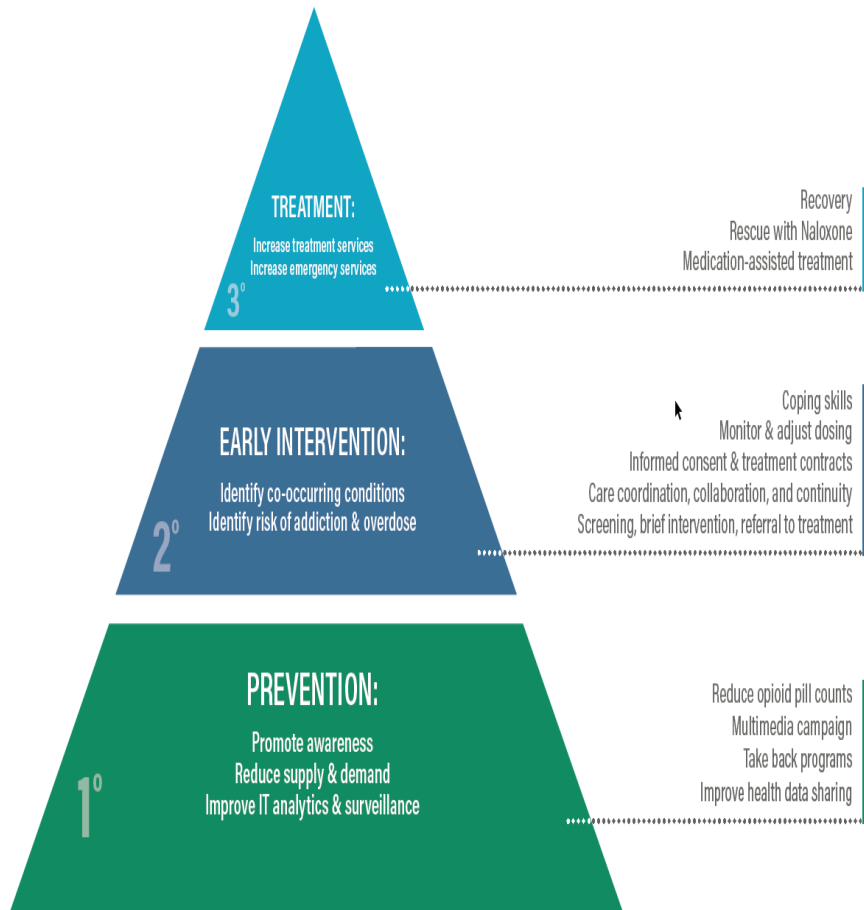 TREATMENT:
Increase treatment services
Increase emergency services
3°
Recovery
Rescue with Naloxone
Medication-assisted treatment
EARLY INTERVENTION:
Identify co-occurring conditions
Identify risk of addiction & overdose
2°
Coping skills
Monitor & adjust dosing
Informed consent & treatment contracts
Care coordination, collaboration, and continuity
Screening, brief intervention, referral to treatment
PREVENTION:
Promote awareness
Reduce supply & demand
Improve IT analytics & surveillance
1°
Reduce opioid pill counts
Multimedia campaign
Take back programs
Improve health data sharing